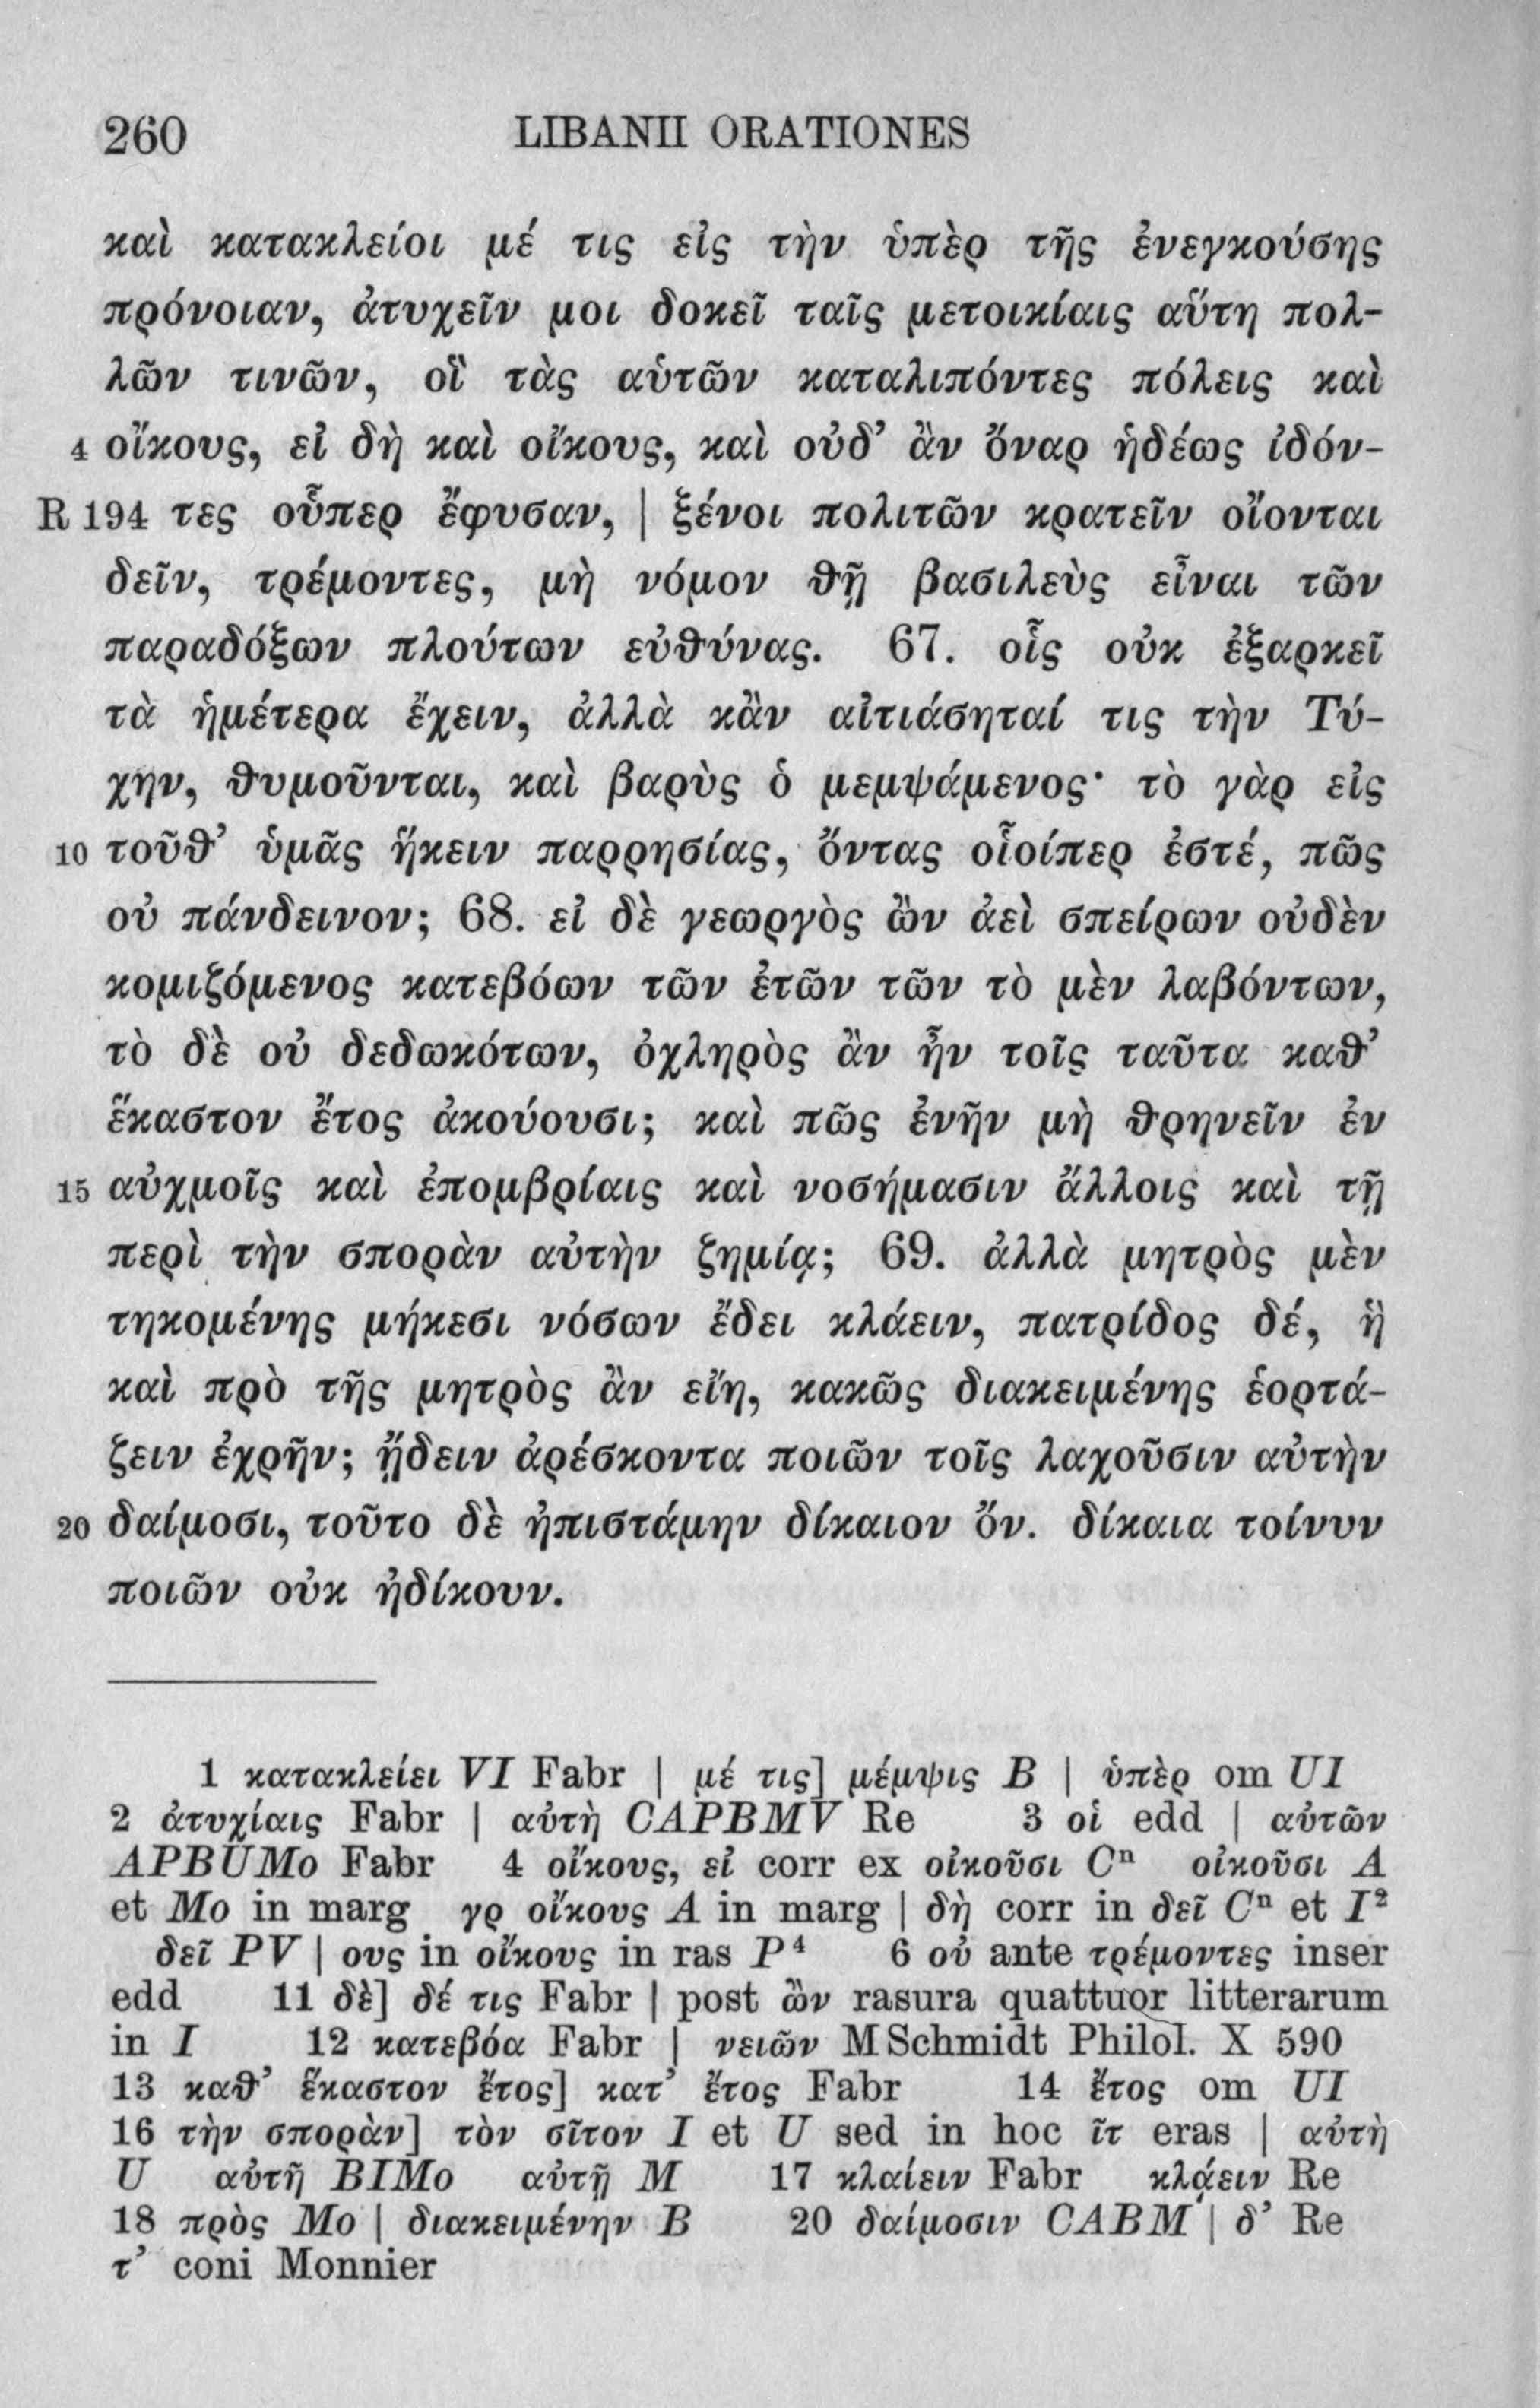 260 LIBANII ORATIONES
καὶ κατακλείοι μέ τις εἰς τὴν ὑπὲρ τῆς ἐνεγκούσης
πρόνοιαν, ἀτυχεῖν μοι δοκεῖ ταῖς μετοικίαις αὕτη πολ-
λῶν τινῶν, οἳ τὰς αὑτῶν καταλιπόντες πόλεις καὶ
4 οἴκους, εἰ δὴ καὶ οἴκους, καὶ οὐδ’ ἂν ὄναρ ἡδέως ἰδόν-
R 194 τες οὗπερ ἔφυσαν, | ξένοι πολιτῶν κρατεῖν οἴονται
δεῖν, τρέμοντες, μὴ νόμον θῇ βασιλεὺς εἶναι τῶν
παραδόξων πλούτων εὐθύνας. 67. οἷς οὐκ ἐξαρκεῖ
τὰ ἡμέτερα ἔχειν, ἀλλὰ κἂν αἰτιάσηταί τις τὴν Τύ-
χην, θυμοῦνται, καὶ βαρὺς ὁ μεμψάμενος· τὸ γὰρ εἰς
10 τοῦθ’ ὑμᾶς ἥκειν παρρησίας, ὄντας οἷοίπερ ἐστέ, πῶς
οὐ πάνδεινον; 68. εἰ δὲ γεωργὸς ὢν ἀεὶ σπείρων οὐδὲν
κομιζόμενος κατεβόων τῶν ἐτῶν τῶν τὸ μὲν λαβόντων,
τὸ δὲ οὐ δεδωκότων, ὀχληρὸς ἂν ἦν τοῖς ταῦτα καθ’
ἕκαστον ἔτος ἀκούουσι; καὶ πῶς ἐνῆν μὴ θρηνεῖν ἐν
15 αὐχμοῖς καὶ ἐπομβρίαις καὶ νοσήμασιν ἄλλοις καὶ τῇ
περὶ τὴν σπορὰν αὐτὴν ζημίᾳ; 69. ἀλλὰ μητρὸς μὲν
τηκομένης μήκεσι νόσων ἔδει κλάειν, πατρίδος δέ, ἣ
καὶ πρὸ τῆς μητρὸς ἂν εἴη, κακῶς διακειμένης ἑορτά-
ζειν ἐχρῆν; ᾔδειν ἀρέσκοντα ποιῶν τοῖς λαχοῦσιν αὐτὴν
20 δαίμοσι, τοῦτο δὲ ἠπιστάμην δίκαιον ὄν. δίκαια τοίνυν
ποιῶν οὐκ ἠδίκουν.
1 κατακλείει VI Fabr | μέ τις] μέμψις B | ὑπὲρ om UI
2 ἀτυχίαις Fabr | αὐτὴ CAPBMV Re 3 οἱ edd | αὐτῶν
APBUMo Fabr 4 οἴκους, εἰ corr ex οἰκοῦσι Cⁿ οἰκοῦσι A
et Mo in marg γρ οἴκους A in marg | δὴ corr in δεῖ Cⁿ et I²
δεῖ PV | ους in οἴκους in ras P⁴ 6 οὐ ante τρέμοντες inser
edd 11 δὲ] δέ τις Fabr | post ὢν rasura quattuor litterarum
in I 12 κατεβόα Fabr | νειῶν MSchmidt Philol. X 590
13 καθ’ ἕκαστον ἔτος] κατ’ ἔτος Fabr 14 ἔτος om UI
16 τὴν σπορὰν] τὸν σῖτον I et U sed in hoc ῖτ eras | αὐτὴ
U αὐτῆ BIMo αὐτῇ M 17 κλαίειν Fabr κλᾴειν Re
18 πρὸς Mo | διακειμένην B 20 δαίμοσιν CABM | δ’ Re
τ’ coni Monnier